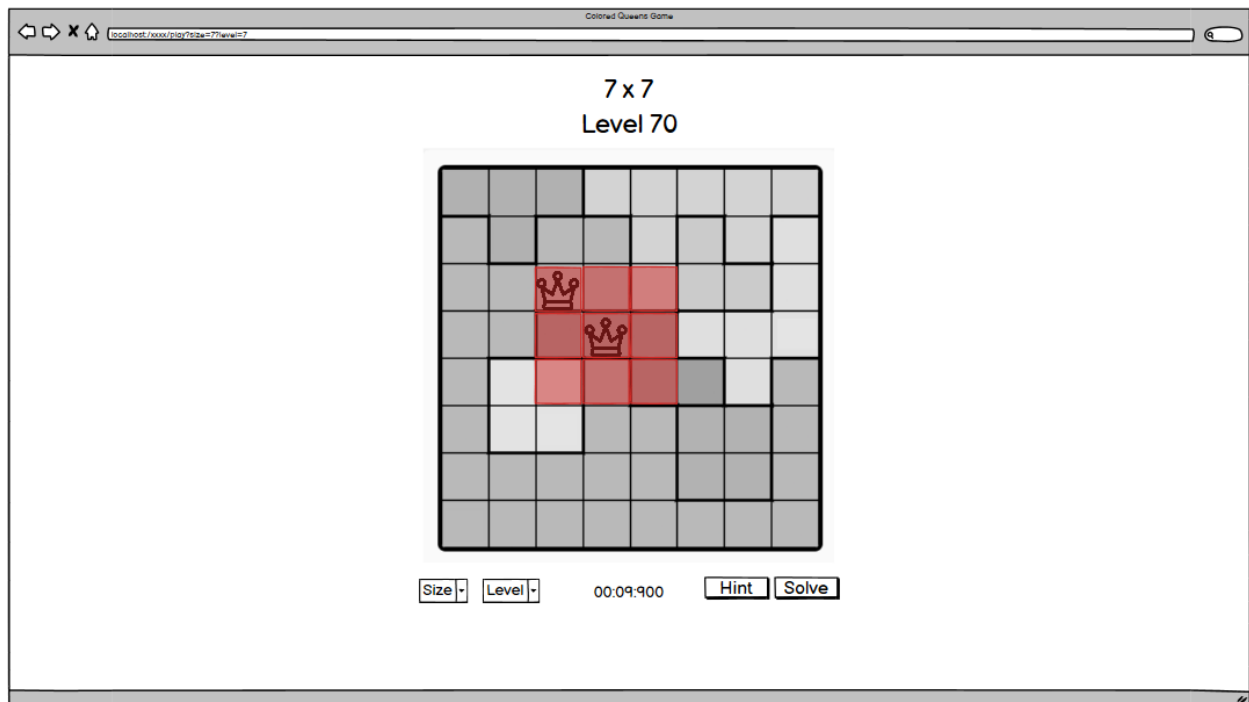 Colored Queens Game
localhost:/xxxx/play?size=7?level=7
7 x 7
Level 70
Size Level 00:09:900 Hint Solve